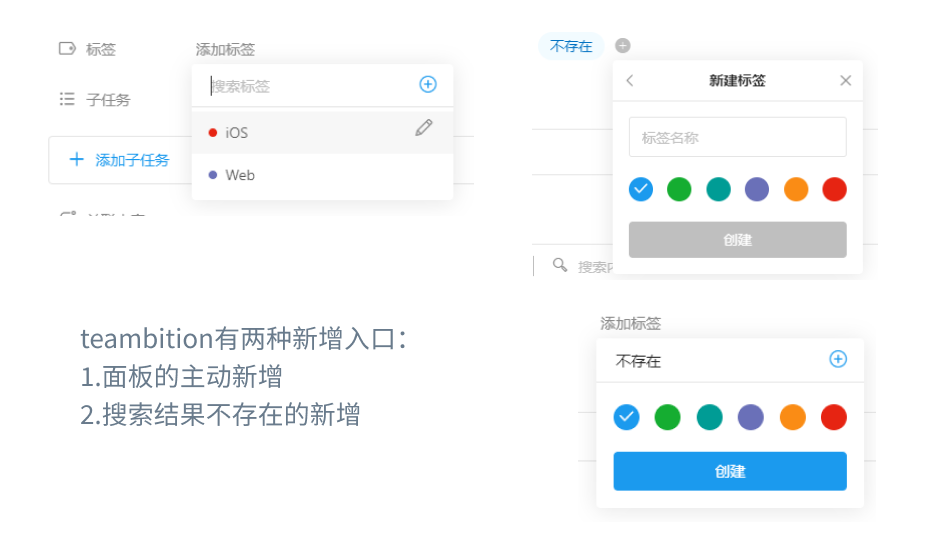 标签
添加标签
搜索标签
子任务
iOS
添加子任务
Web
不存在
新建标签
标签名称
创建
搜索
添加标签
不存在
创建
teambition有两种新增入口：
1.面板的主动新增
2.搜索结果不存在的新增